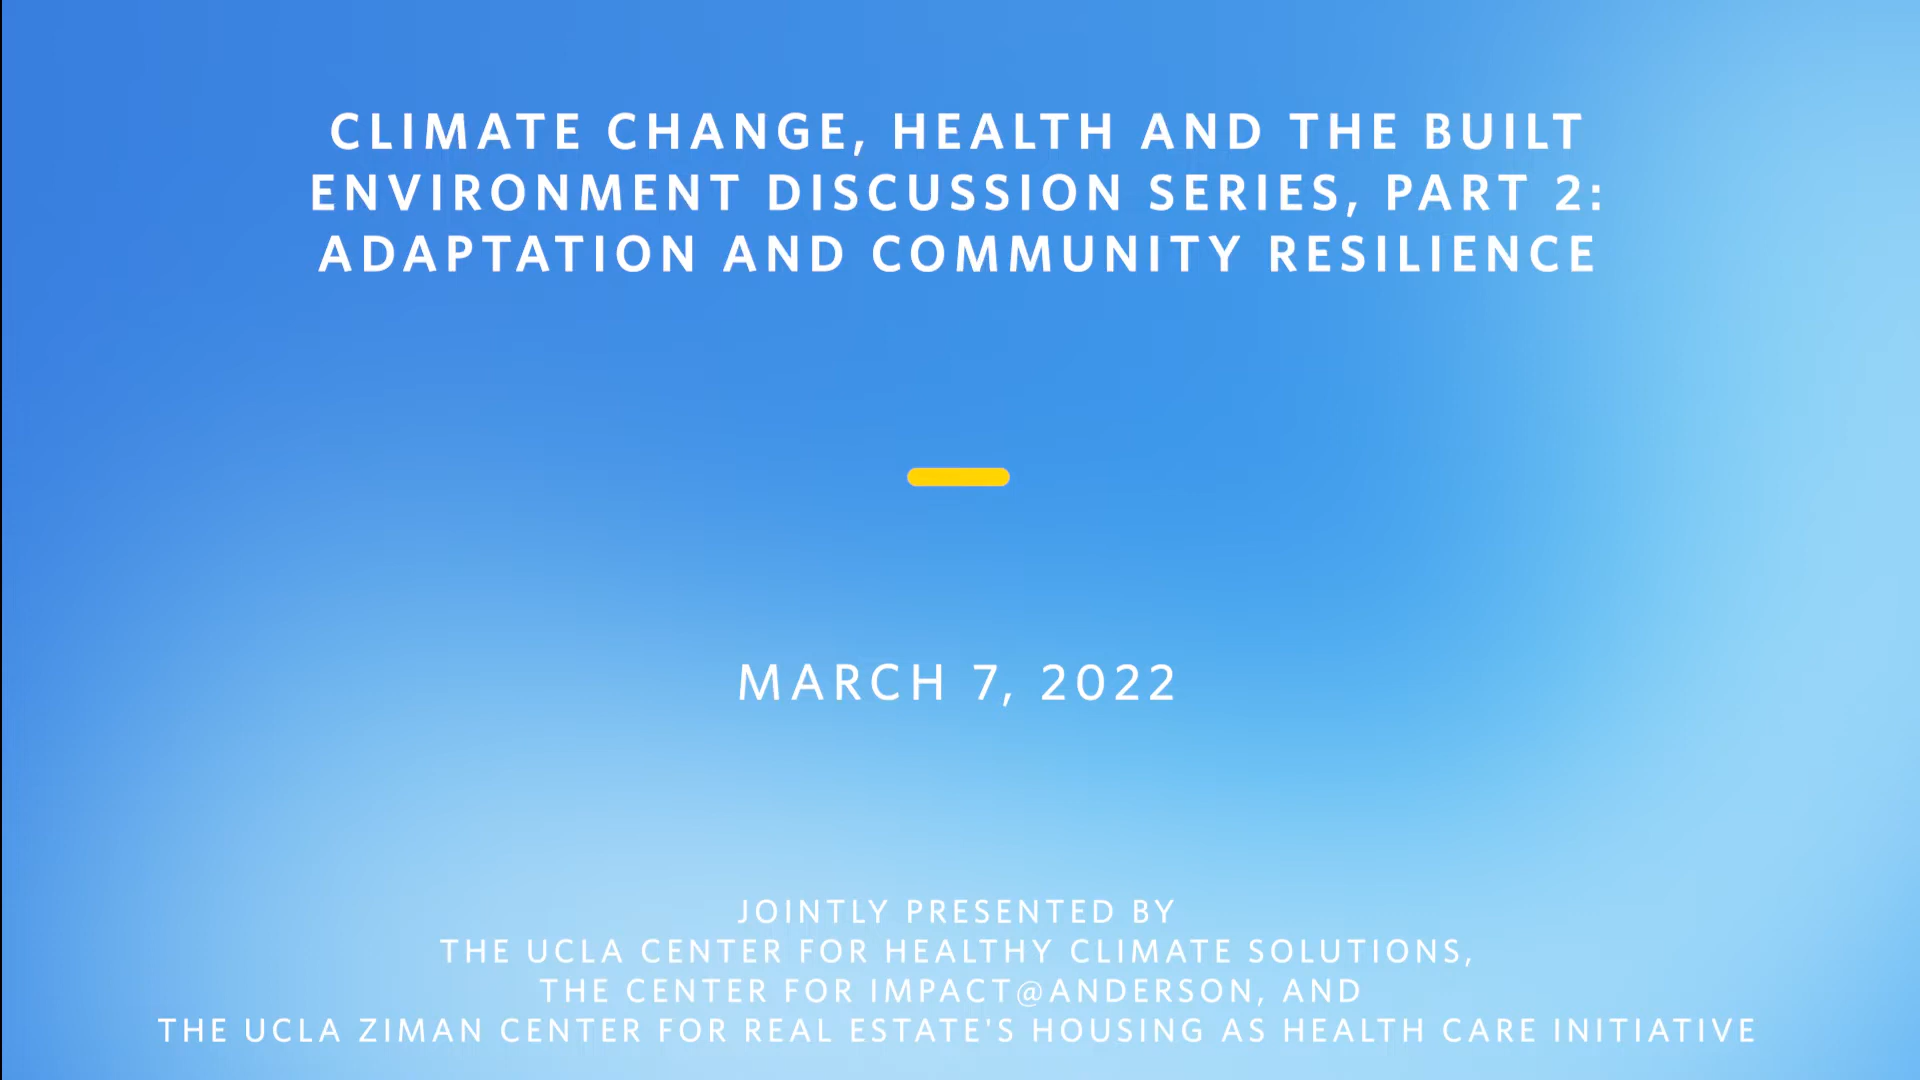 CLIMATE CHANGE, HEALTH AND THE BUILT
ENVIRONMENT DISCUSSION SERIES, PART 2:
ADAPTATION AND COMMUNITY RESILIENCE
MARCH 7, 2022
JOINTLY PRESENTED BY
THE UCLA CENTER FOR HEALTHY CLIMATE SOLUTIONS,
THE CENTER FOR IMPACT@ANDERSON, AND
THE UCLA ZIMAN CENTER FOR REAL ESTATE'S HOUSING AS HEALTH CARE INITIATIVE